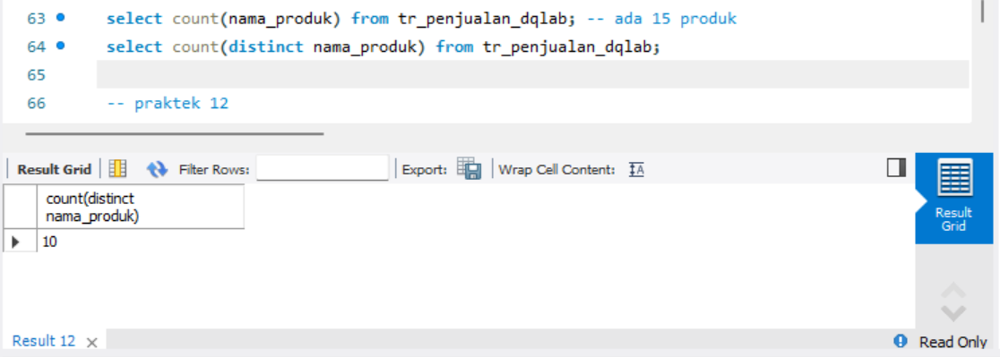 63 select count(nama_produk) from tr_penjualan_dqlab; -- ada 15 produk
64 select count(distinct nama_produk) from tr_penjualan_dqlab;
65
66 -- praktek 12
Result Grid Filter Rows: Export: Wrap Cell Content: IA
count(distinct
nama_produk)
10
Result
Grid
Result 12 ×
Read Only